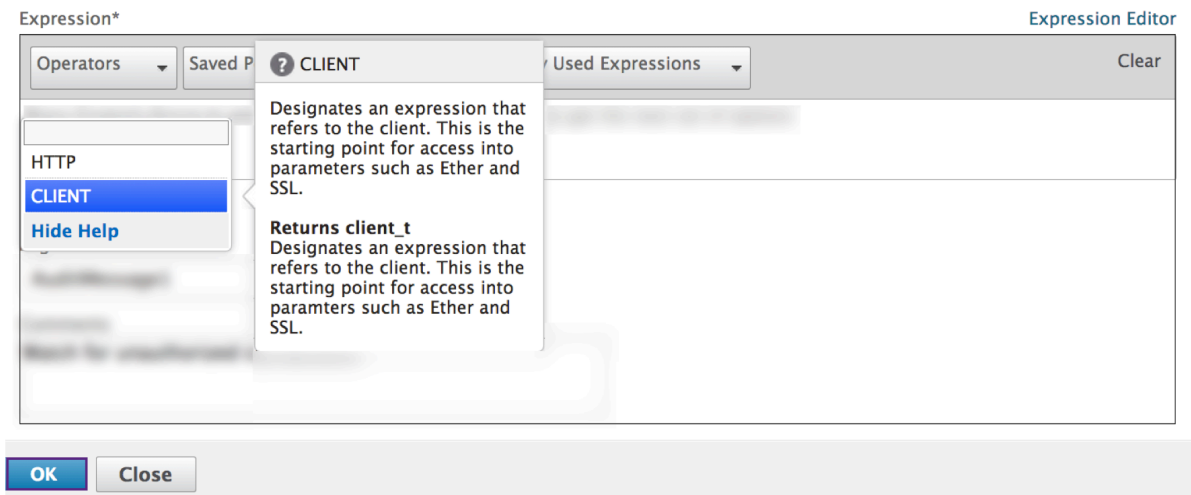 Expression*
Expression Editor
Operators
Saved P
Used Expressions
Clear
HTTP
CLIENT
Hide Help
CLIENT
Designates an expression that
refers to the client. This is the
starting point for access into
parameters such as Ether and
SSL.
Returns client_t
Designates an expression that
refers to the client. This is the
starting point for access into
paramters such as Ether and
SSL.
OK
Close